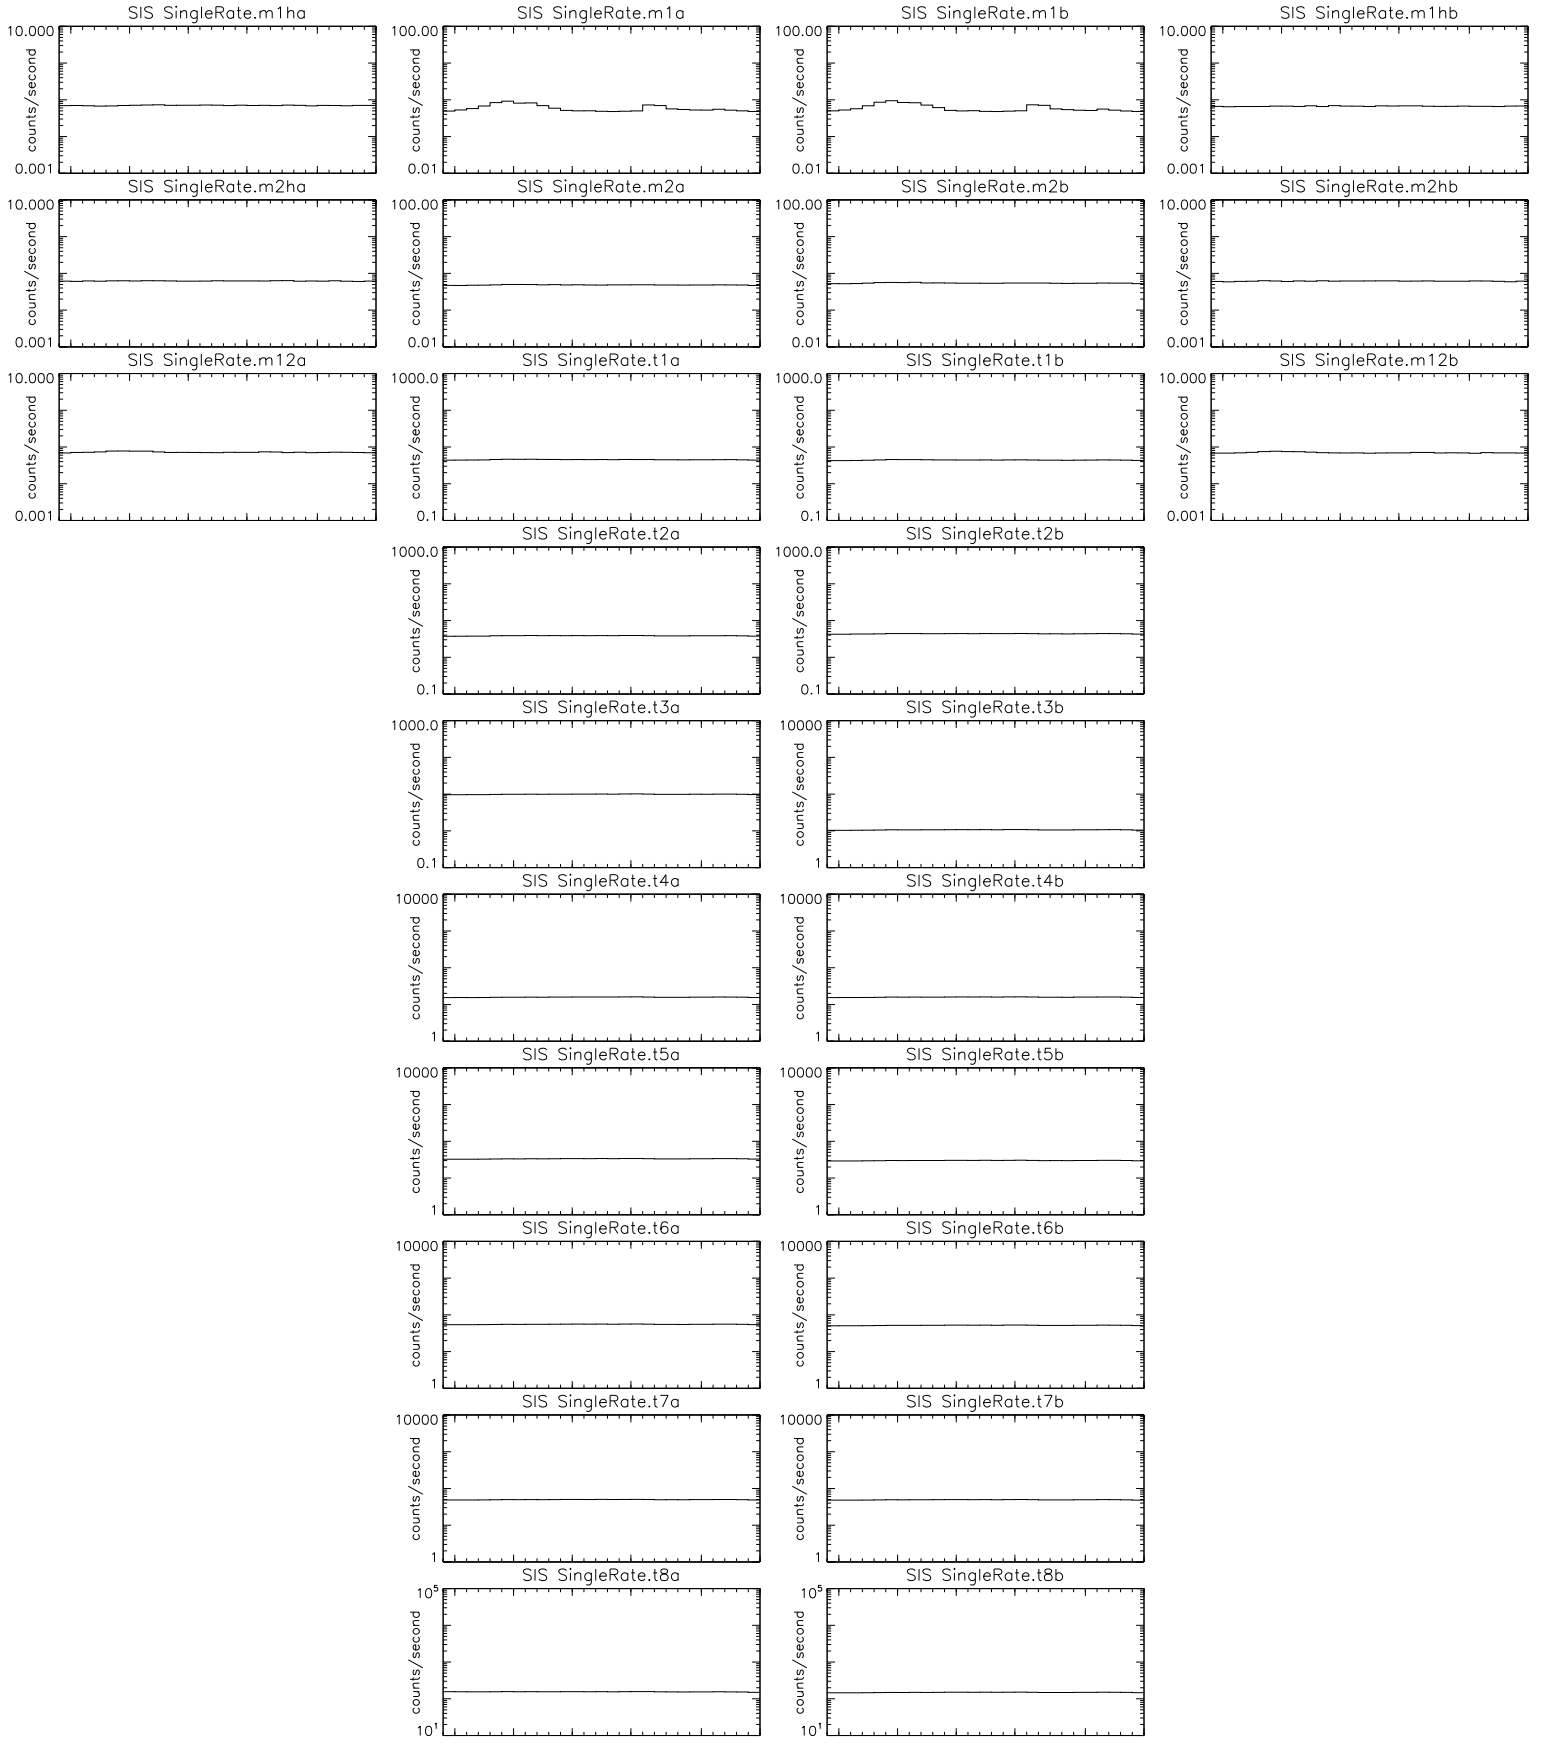 SIS SingleRate.m1ha
10.000
counts/second
0.001
SIS SingleRate.m1a
100.00
counts/second
0.01
SIS SingleRate.m1b
100.00
counts/second
0.01
SIS SingleRate.m1hb
10.000
counts/second
0.001
SIS SingleRate.m2ha
10.000
counts/second
0.001
SIS SingleRate.m2a
100.00
counts/second
0.01
SIS SingleRate.m2b
100.00
counts/second
0.01
SIS SingleRate.m2hb
10.000
counts/second
0.001
SIS SingleRate.m12a
10.000
counts/second
0.001
SIS SingleRate.t1a
1000.0
counts/second
0.1
SIS SingleRate.t1b
1000.0
counts/second
0.1
SIS SingleRate.m12b
10.000
counts/second
0.001
SIS SingleRate.t2a
1000.0
counts/second
0.1
SIS SingleRate.t2b
1000.0
counts/second
0.1
SIS SingleRate.t3a
1000.0
counts/second
0.1
SIS SingleRate.t3b
10000
counts/second
1
SIS SingleRate.t4a
10000
counts/second
1
SIS SingleRate.t4b
10000
counts/second
1
SIS SingleRate.t5a
10000
counts/second
1
SIS SingleRate.t5b
10000
counts/second
1
SIS SingleRate.t6a
10000
counts/second
1
SIS SingleRate.t6b
10000
counts/second
1
SIS SingleRate.t7a
10000
counts/second
1
SIS SingleRate.t7b
10000
counts/second
1
SIS SingleRate.t8a
10⁵
counts/second
10¹
SIS SingleRate.t8b
10⁵
counts/second
10¹